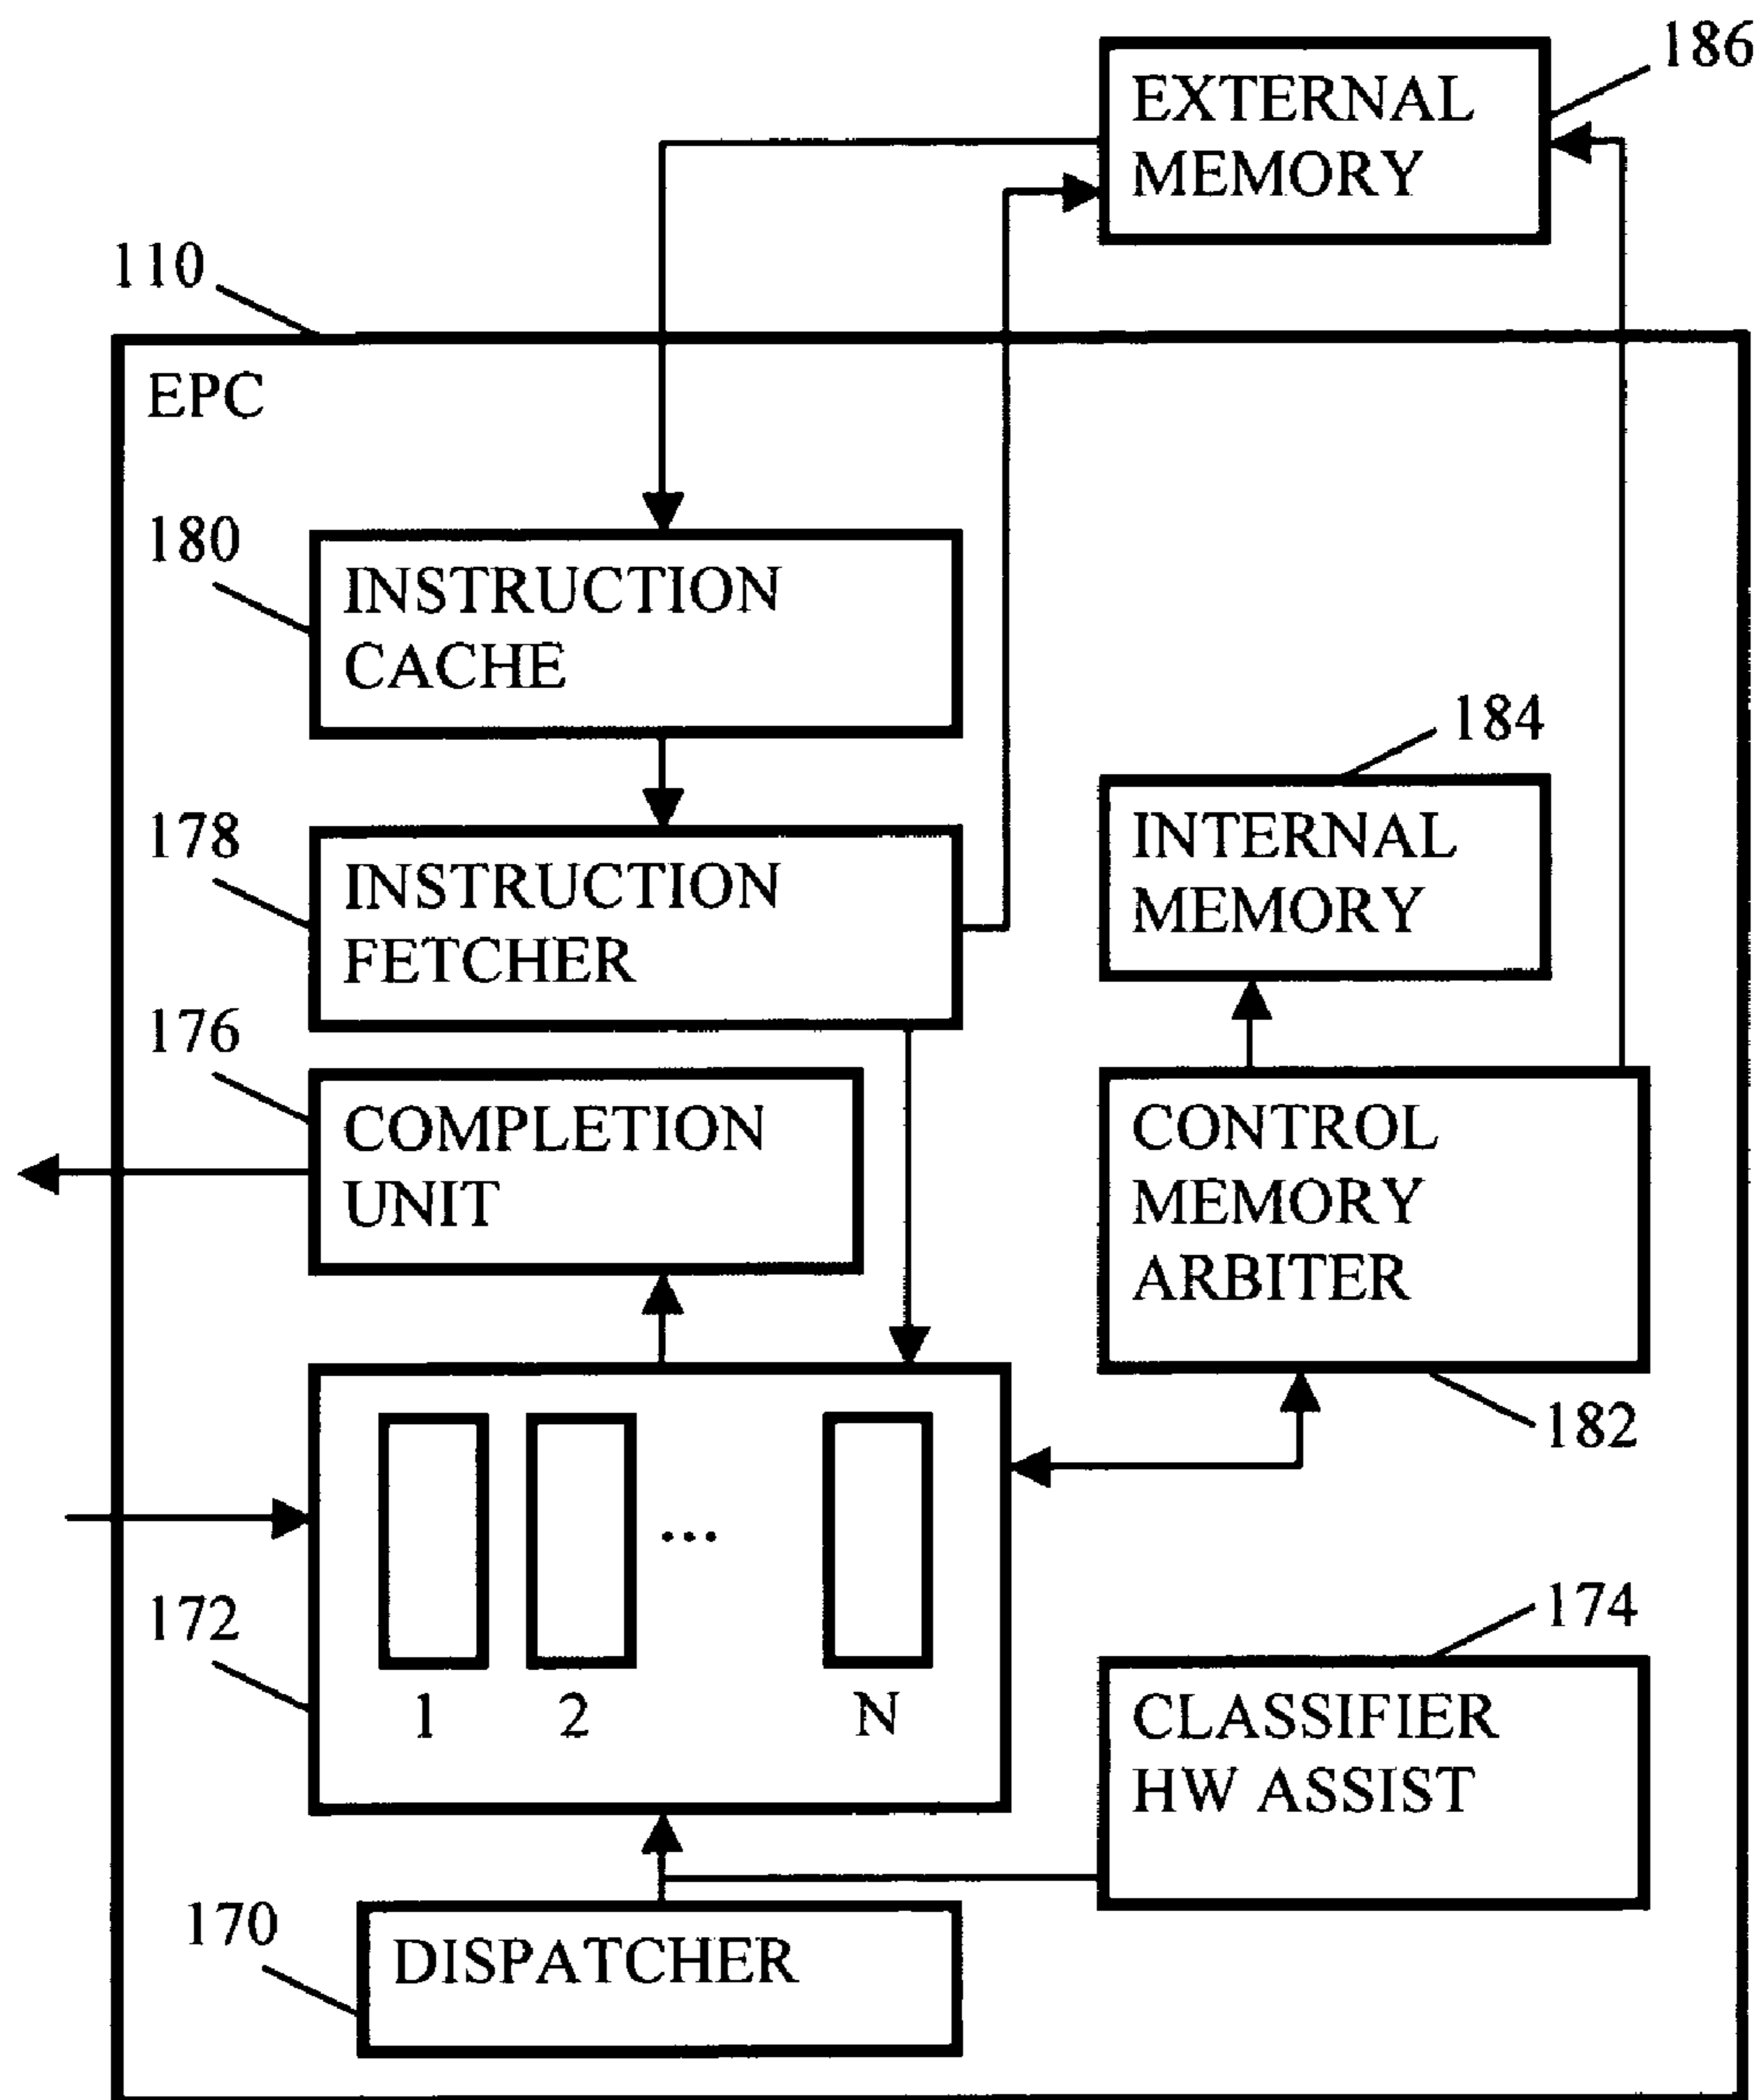 186
EXTERNAL
MEMORY
110
EPC
180
INSTRUCTION
CACHE
184
178
INSTRUCTION
FETCHER
INTERNAL
MEMORY
176
COMPLETION
UNIT
CONTROL
MEMORY
ARBITER
182
...
172
1
2
N
174
CLASSIFIER
HW ASSIST
170
DISPATCHER